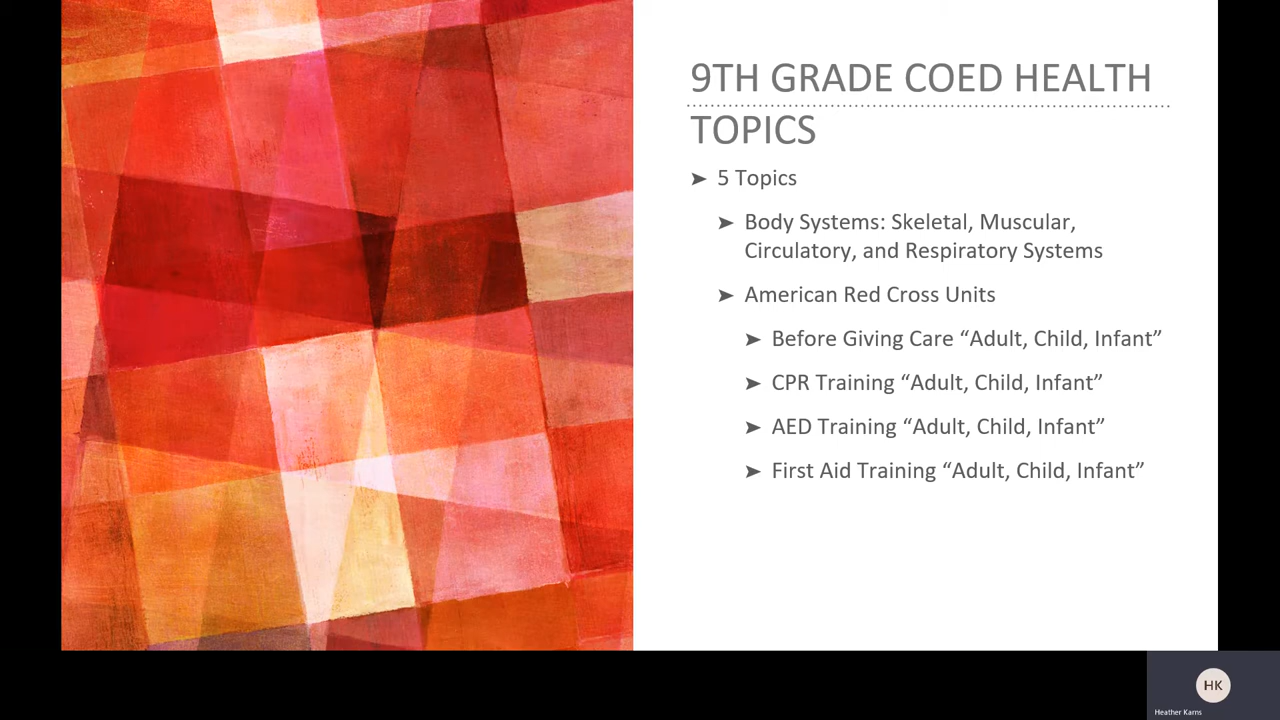 9TH GRADE COED HEALTH
TOPICS
➤ 5 Topics
➤ Body Systems: Skeletal, Muscular,
Circulatory, and Respiratory Systems
➤ American Red Cross Units
➤ Before Giving Care “Adult, Child, Infant”
➤ CPR Training “Adult, Child, Infant”
➤ AED Training “Adult, Child, Infant”
➤ First Aid Training “Adult, Child, Infant”
HK
Heather Karns